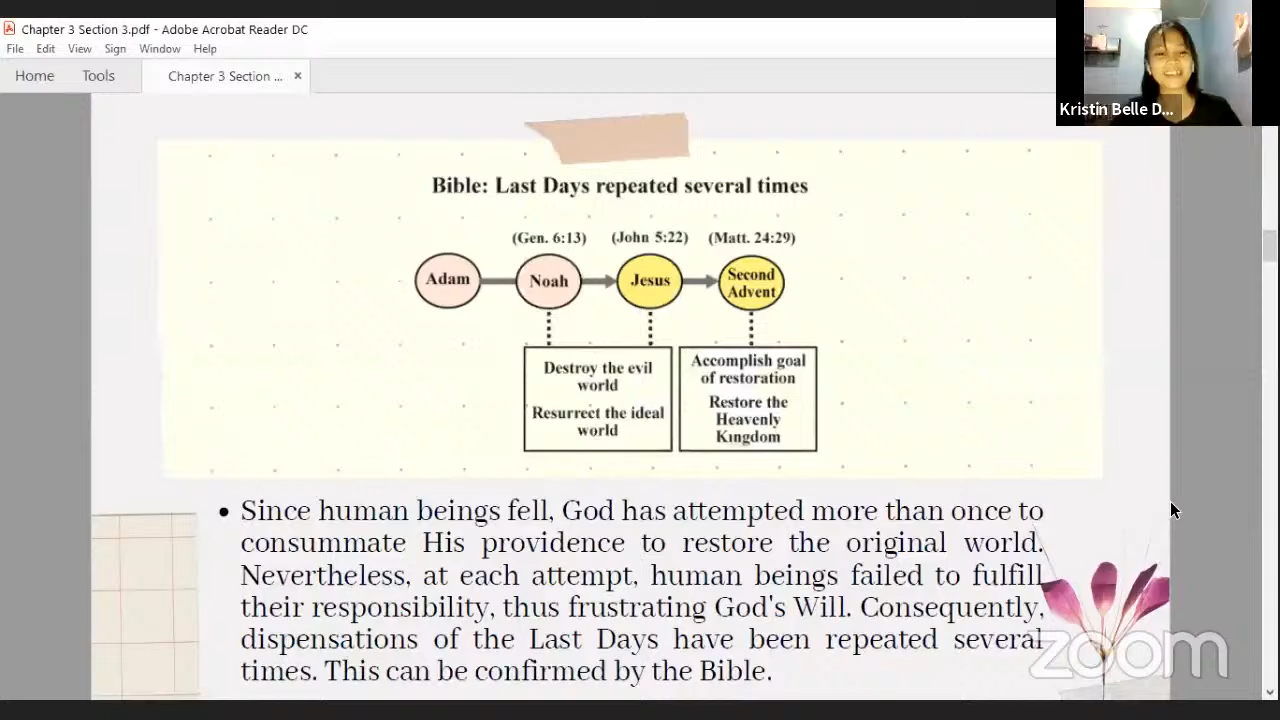 Chapter 3 Section 3.pdf - Adobe Acrobat Reader DC
File Edit View Sign Window Help
Home Tools Chapter 3 Section ... ×
Kristin Belle D...
Bible: Last Days repeated several times
(Gen. 6:13) (John 5:22) (Matt. 24:29)
Adam Noah Jesus Second
Advent
Destroy the evil
world
Resurrect the ideal
world
Accomplish goal
of restoration
Restore the
Heavenly
Kingdom
• Since human beings fell, God has attempted more than once to
consummate His providence to restore the original world.
Nevertheless, at each attempt, human beings failed to fulfill
their responsibility, thus frustrating God's Will. Consequently,
dispensations of the Last Days have been repeated several
times. This can be confirmed by the Bible.
zoom